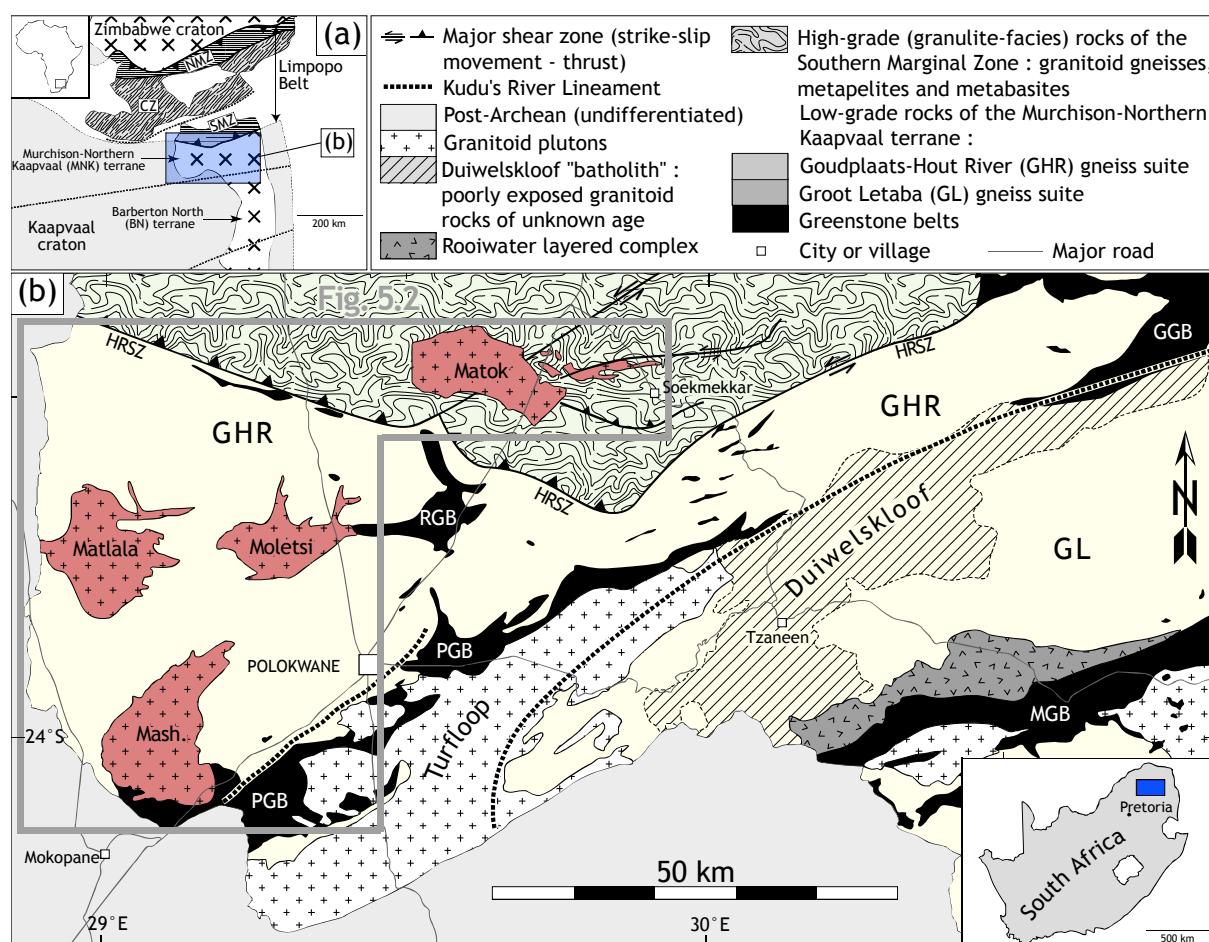 Zimbabwe craton
(a)
NMZ
Limpopo
Belt
CZ
SMZ
(b)
Murchison-Northern
Kaapvaal (MNK) terrane
Barberton North
(BN) terrane
Kaapvaal
craton
200 km
Major shear zone (strike-slip
movement - thrust)
Kudu's River Lineament
Post-Archean (undifferentiated)
Granitoid plutons
Duiwelskloof "batholith" :
poorly exposed granitoid
rocks of unknown age
Rooiwater layered complex
High-grade (granulite-facies) rocks of the
Southern Marginal Zone : granitoid gneisses,
metapelites and metabasites
Low-grade rocks of the Murchison-Northern
Kaapvaal terrane :
Goudplaats-Hout River (GHR) gneiss suite
Groot Letaba (GL) gneiss suite
Greenstone belts
City or village
Major road
(b)
Fig. 5.2
HRSZ
Matok
Soekmekkar
HRSZ
GGB
GHR
GHR
HRSZ
RGB
Matlala
Moletsi
Duiwelskloof
GL
N
Tzaneen
POLOKWANE
PGB
Mash.
Turfloop
MGB
24°S
PGB
Mokopane
50 km
29°E
30°E
Pretoria
South Africa
500 km